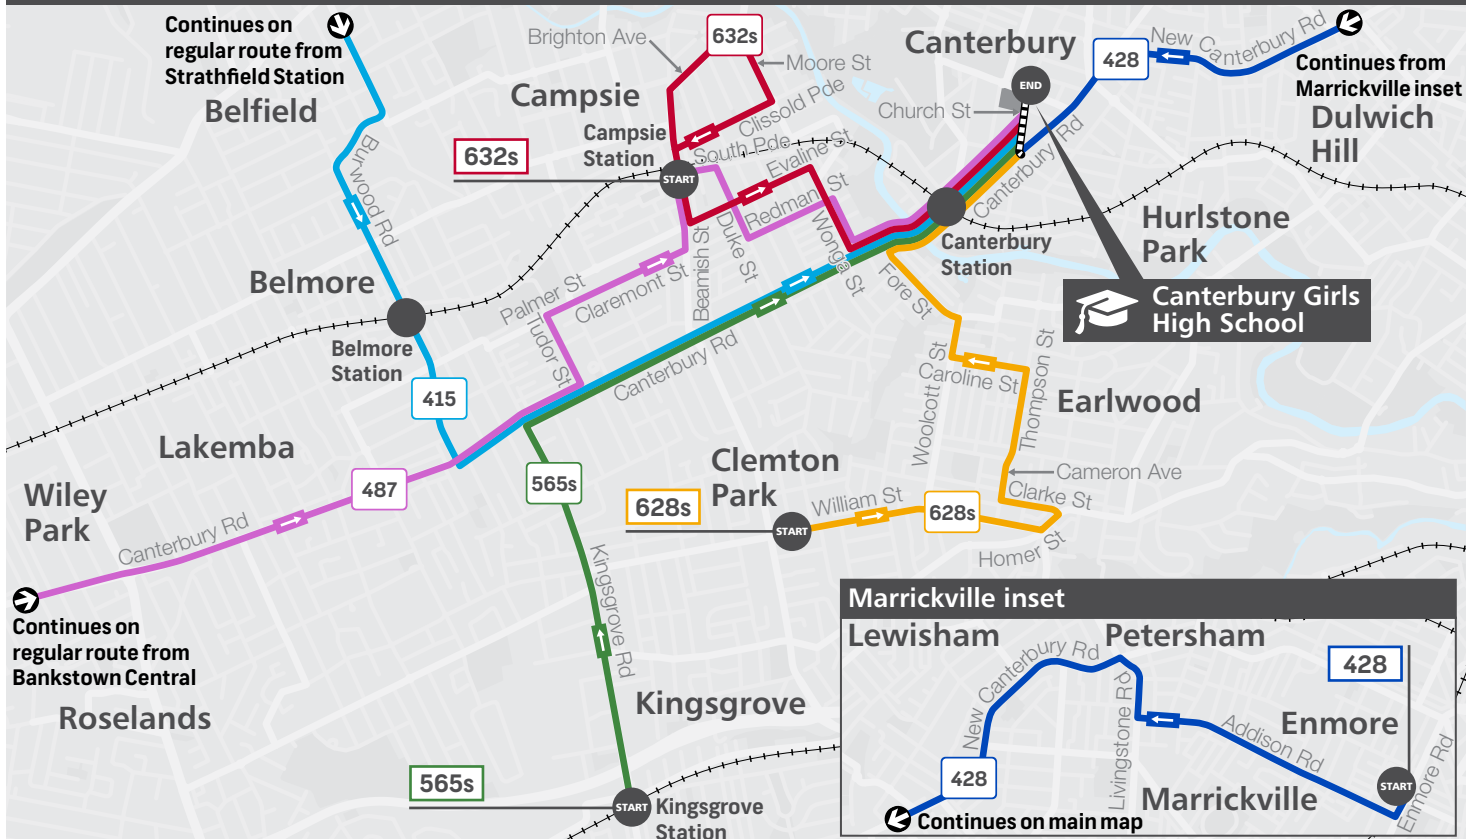 Continues on
regular route from
Strathfield Station
Belfield
Burwood Rd
Brighton Ave
632s
Moore St
Campsie
Clissold Pde
Campsie
Station
632s
START
South Pde
Evaline St
Redman St
Duke St
Wonga St
Beamish St
Canterbury
428
New Canterbury Rd
Continues from
Marrickville inset
Dulwich
Hill
END
Church St
Canterbury Rd
Hurlstone
Park
Canterbury
Station
Canterbury Girls
High School
Belmore
Belmore
Station
415
Palmer St
Claremont St
Tudor St
Canterbury Rd
Fore St
Woolcott St
Caroline St
Thompson St
Earlwood
Cameron Ave
Clarke St
Homer St
Lakemba
487
Wiley
Park
Canterbury Rd
Continues on
regular route from
Bankstown Central
Roselands
565s
Kingsgrove Rd
Clemton
Park
628s
START
William St
628s
Kingsgrove
565s
START
Kingsgrove
Station
Marrickville inset
Lewisham
Petersham
428
New Canterbury Rd
Livingstone Rd
Addison Rd
Enmore
START
Enmore Rd
428
Marrickville
Continues on main map